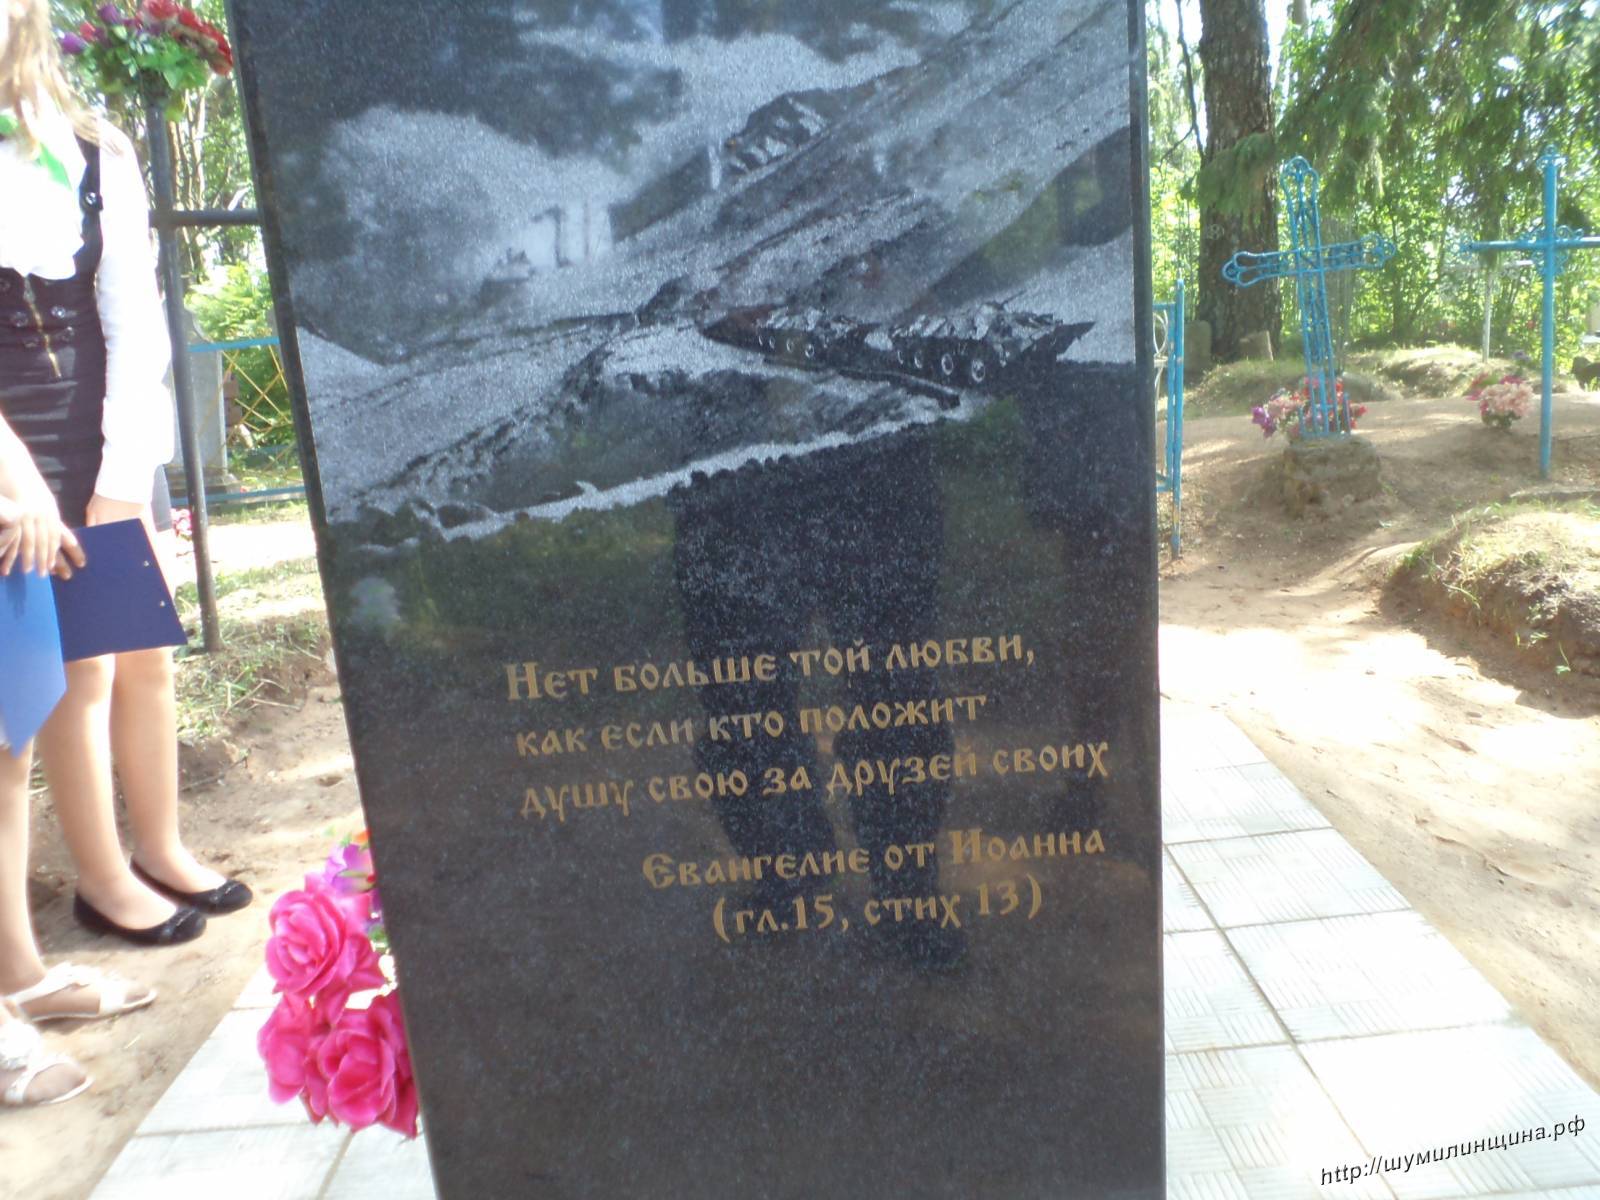 Нет больше той любви,
как если кто положит
душу свою за друзей своих
Евангелие от Иоанна
(гл.15, стих 13)
http://шумилинщина.рф